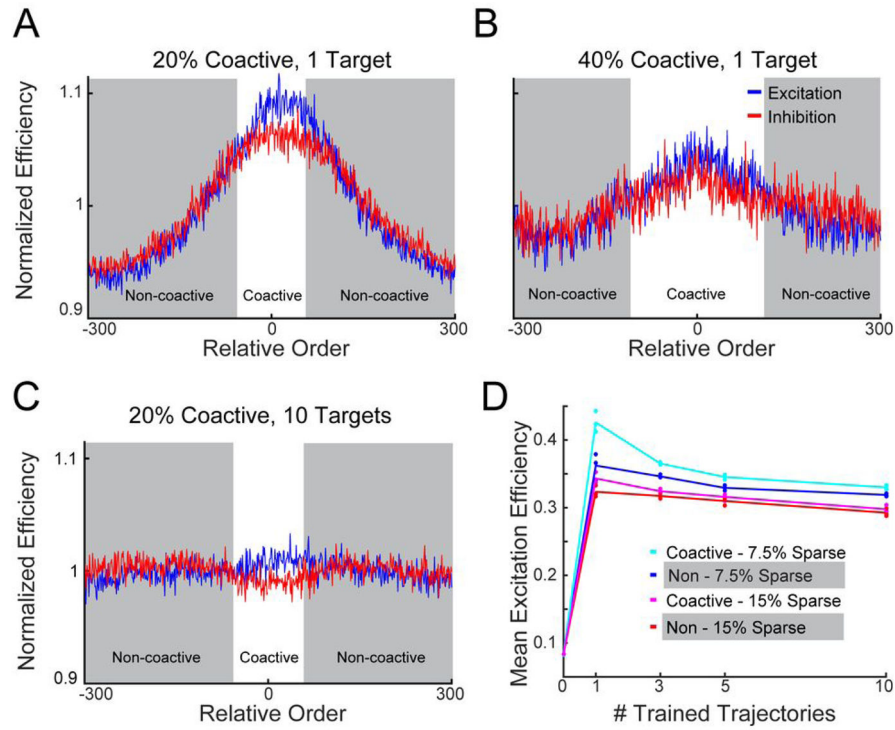 A
20% Coactive, 1 Target
Normalized Efficiency
1.1
1
0.9
Non-coactive
Coactive
Non-coactive
-300
0
300
Relative Order
B
40% Coactive, 1 Target
Excitation
Inhibition
Non-coactive
Coactive
Non-coactive
-300
0
300
Relative Order
C
20% Coactive, 10 Targets
Normalized Efficiency
1.1
1
0.9
Non-coactive
Coactive
Non-coactive
-300
0
300
Relative Order
D
Mean Excitation Efficiency
0.4
0.3
0.2
0.1
Coactive - 7.5% Sparse
Non - 7.5% Sparse
Coactive - 15% Sparse
Non - 15% Sparse
0
1
3
5
10
# Trained Trajectories